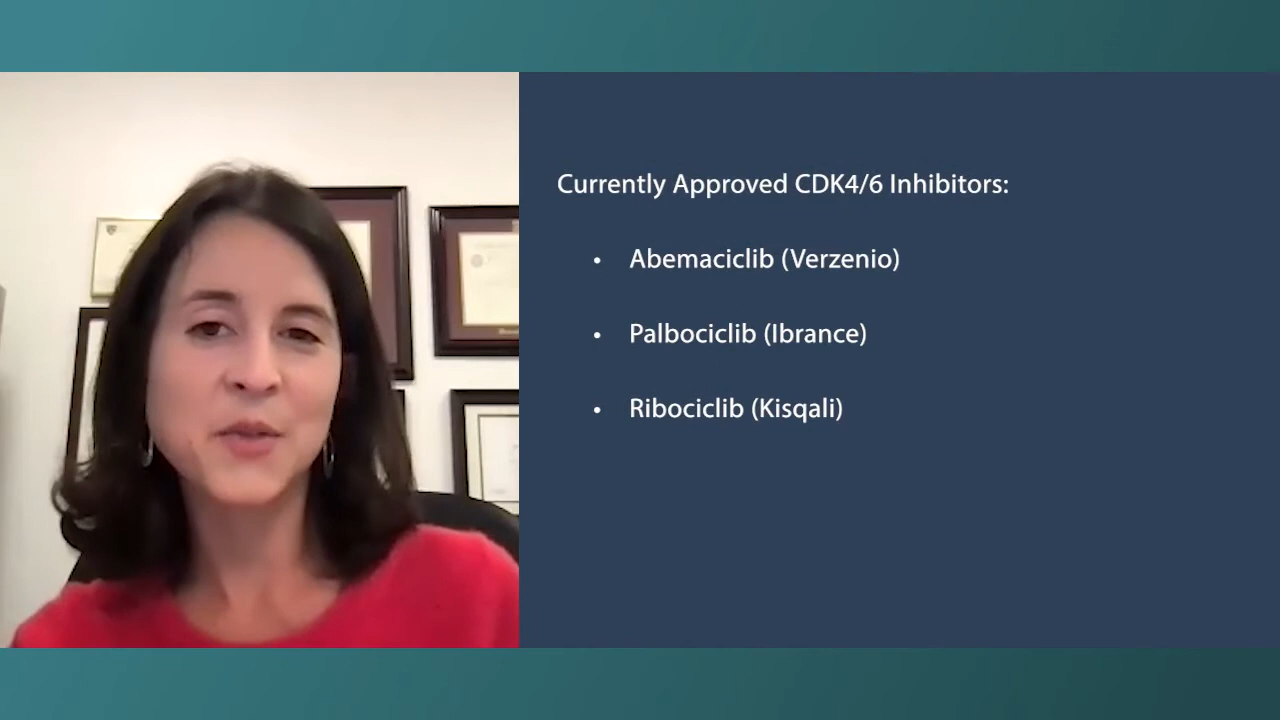 Currently Approved CDK4/6 Inhibitors:
• Abemaciclib (Verzenio)
• Palbociclib (Ibrance)
• Ribociclib (Kisqali)